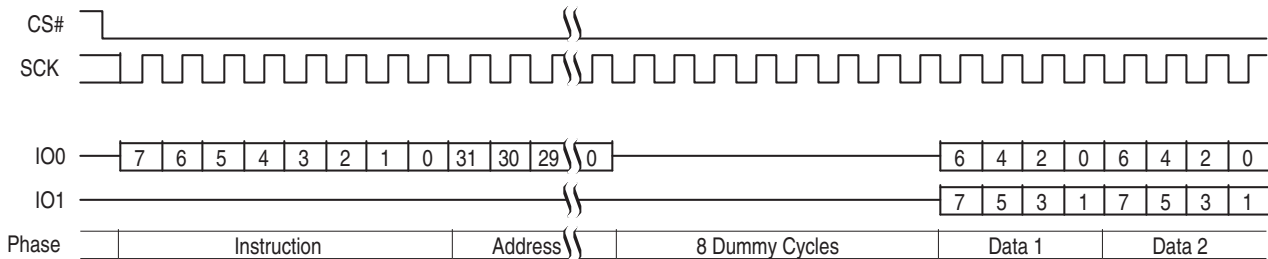 CS#
SCK
IO0 7 6 5 4 3 2 1 0 31 30 29 0 6 4 2 0 6 4 2 0
IO1 7 5 3 1 7 5 3 1
Phase Instruction Address 8 Dummy Cycles Data 1 Data 2